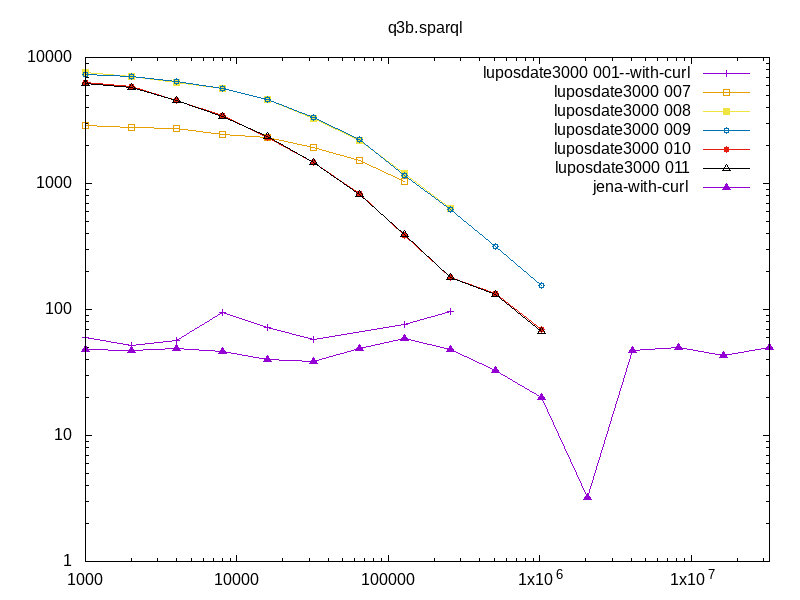 q3b.sparql
10000
1000
100
10
1
luposdate3000 001--with-curl
luposdate3000 007
luposdate3000 008
luposdate3000 009
luposdate3000 010
luposdate3000 011
jena-with-curl
1000 10000 100000 1x10^6 1x10^7